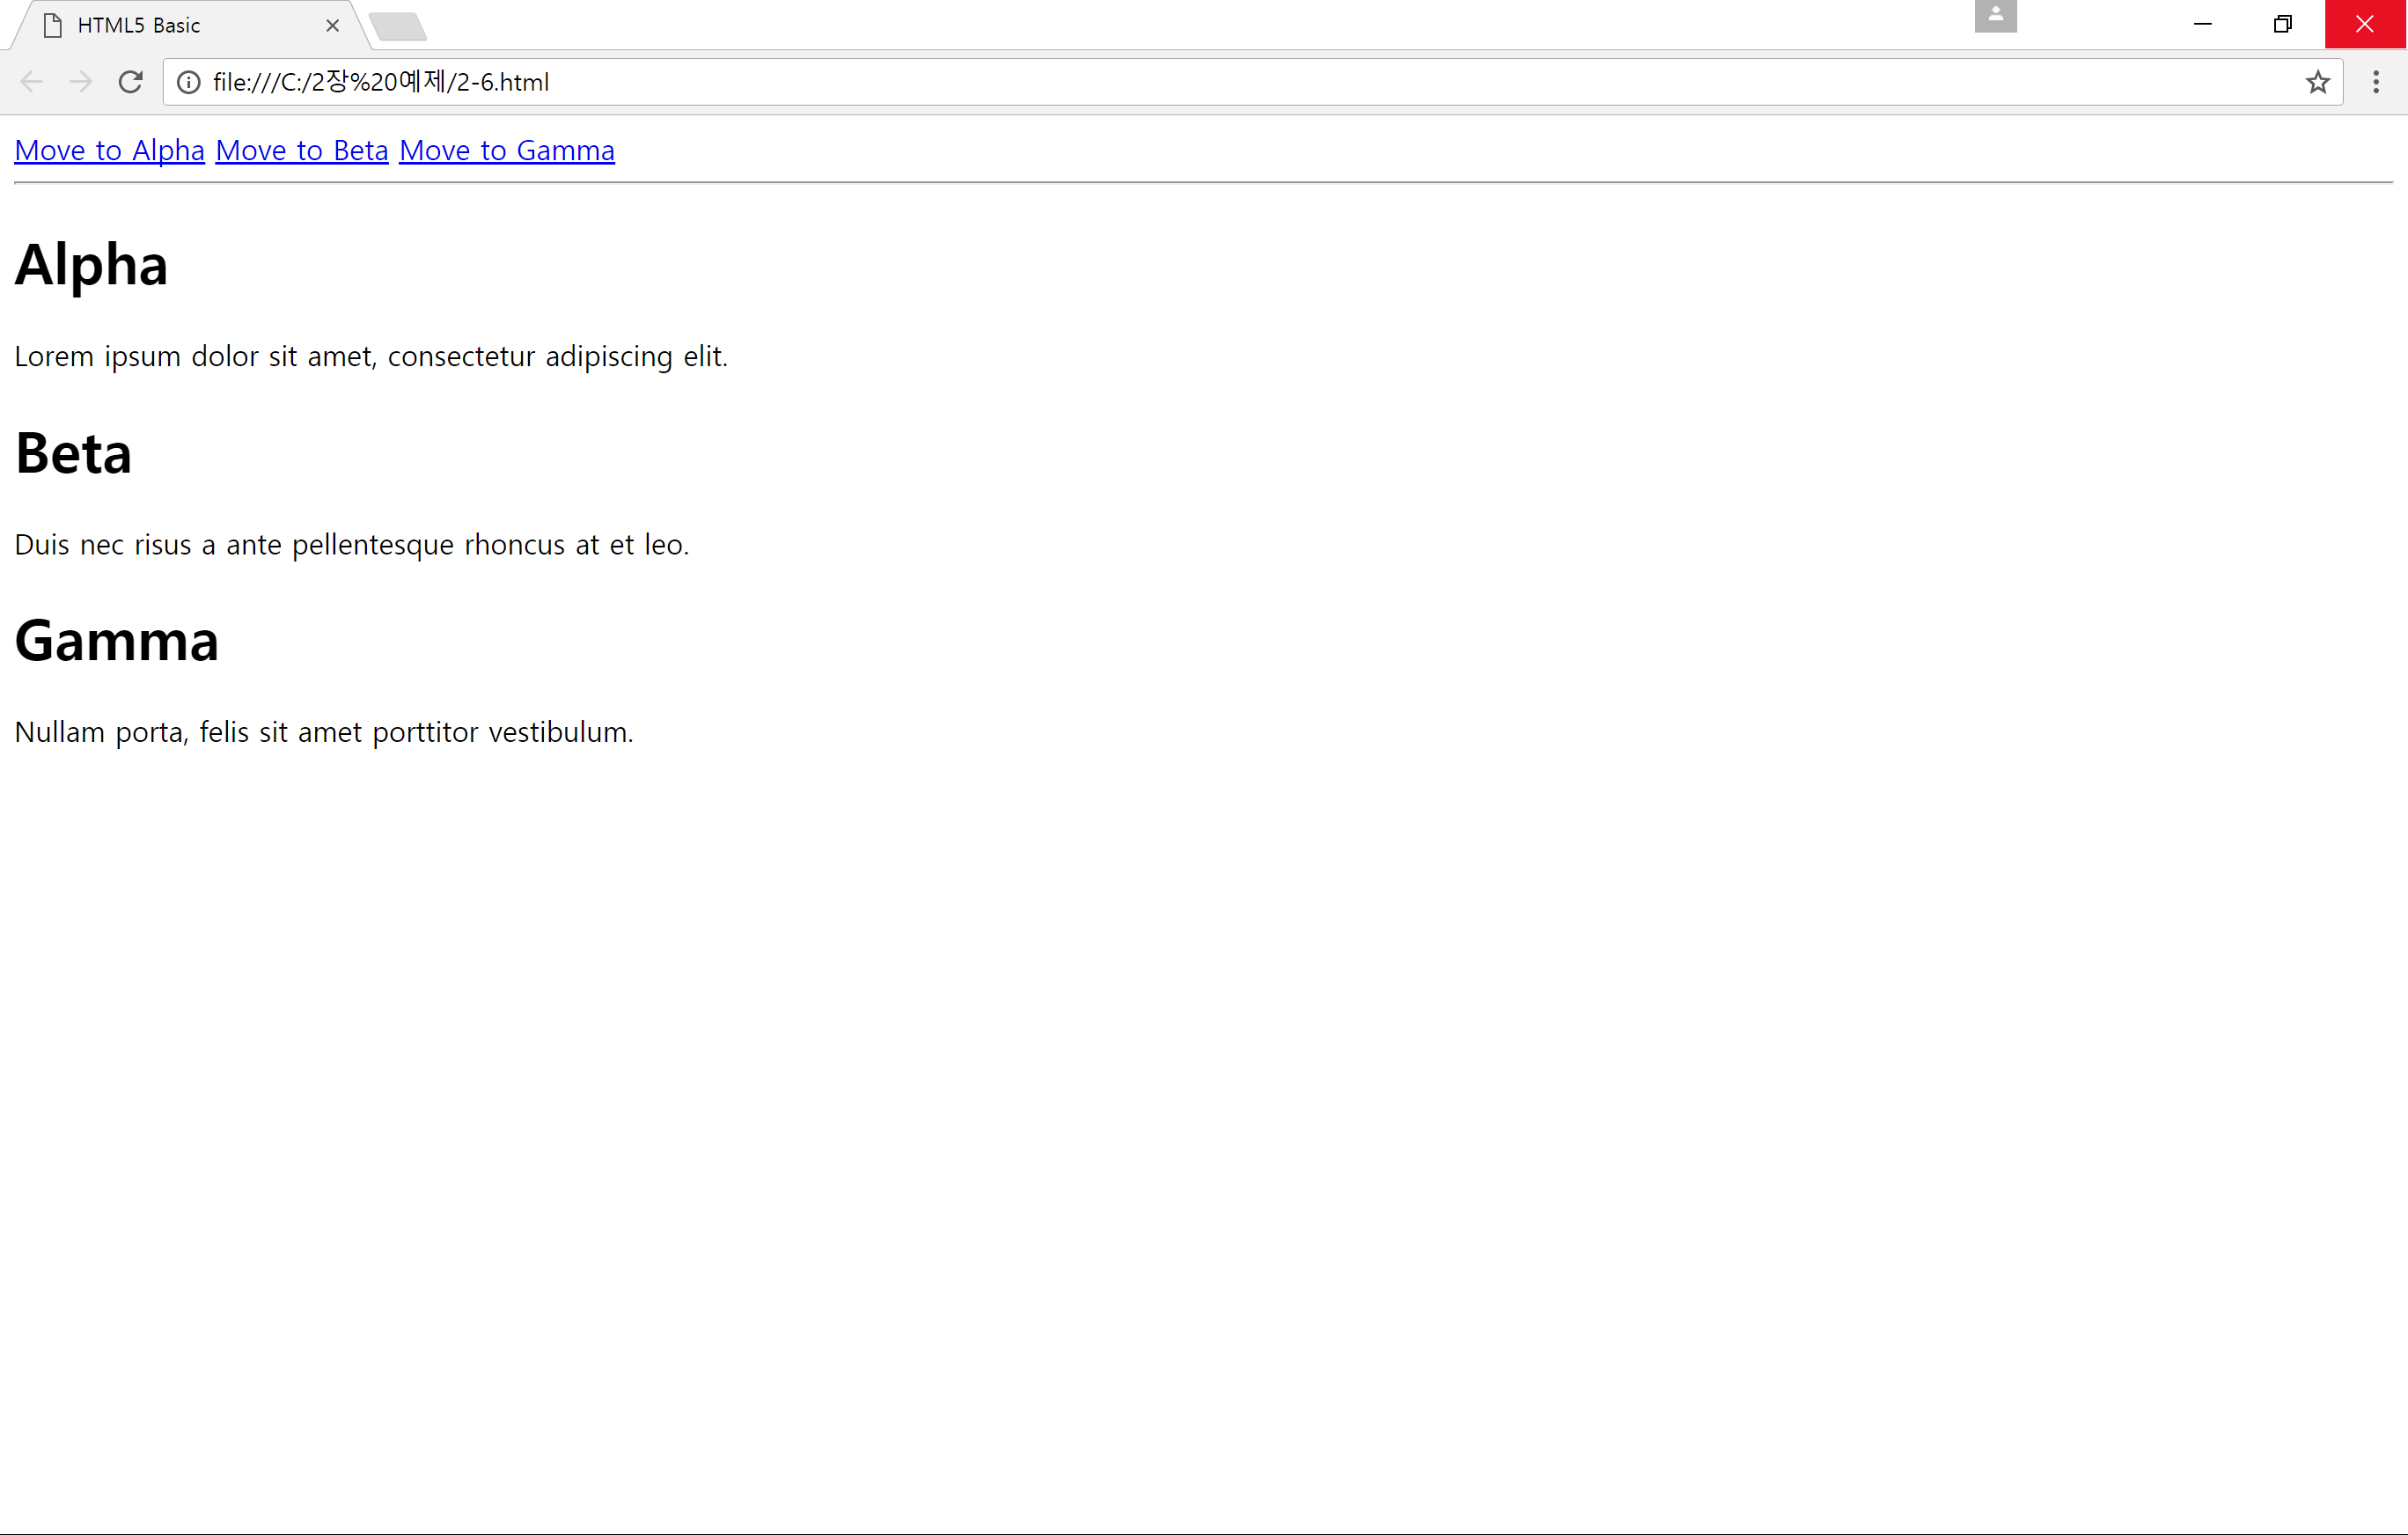 HTML5 Basic
file:///C:/2장%20예제/2-6.html
Move to Alpha Move to Beta Move to Gamma
Alpha
Lorem ipsum dolor sit amet, consectetur adipiscing elit.
Beta
Duis nec risus a ante pellentesque rhoncus at et leo.
Gamma
Nullam porta, felis sit amet porttitor vestibulum.